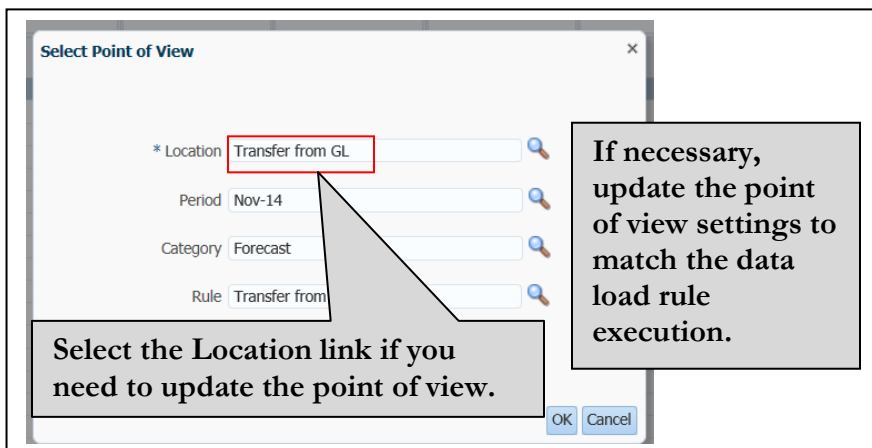 Select Point of View ×
* Location Transfer from GL
Period Nov-14
Category Forecast
Rule Transfer from
If necessary,
update the point
of view settings to
match the data
load rule
execution.
Select the Location link if you
need to update the point of view.
OK Cancel